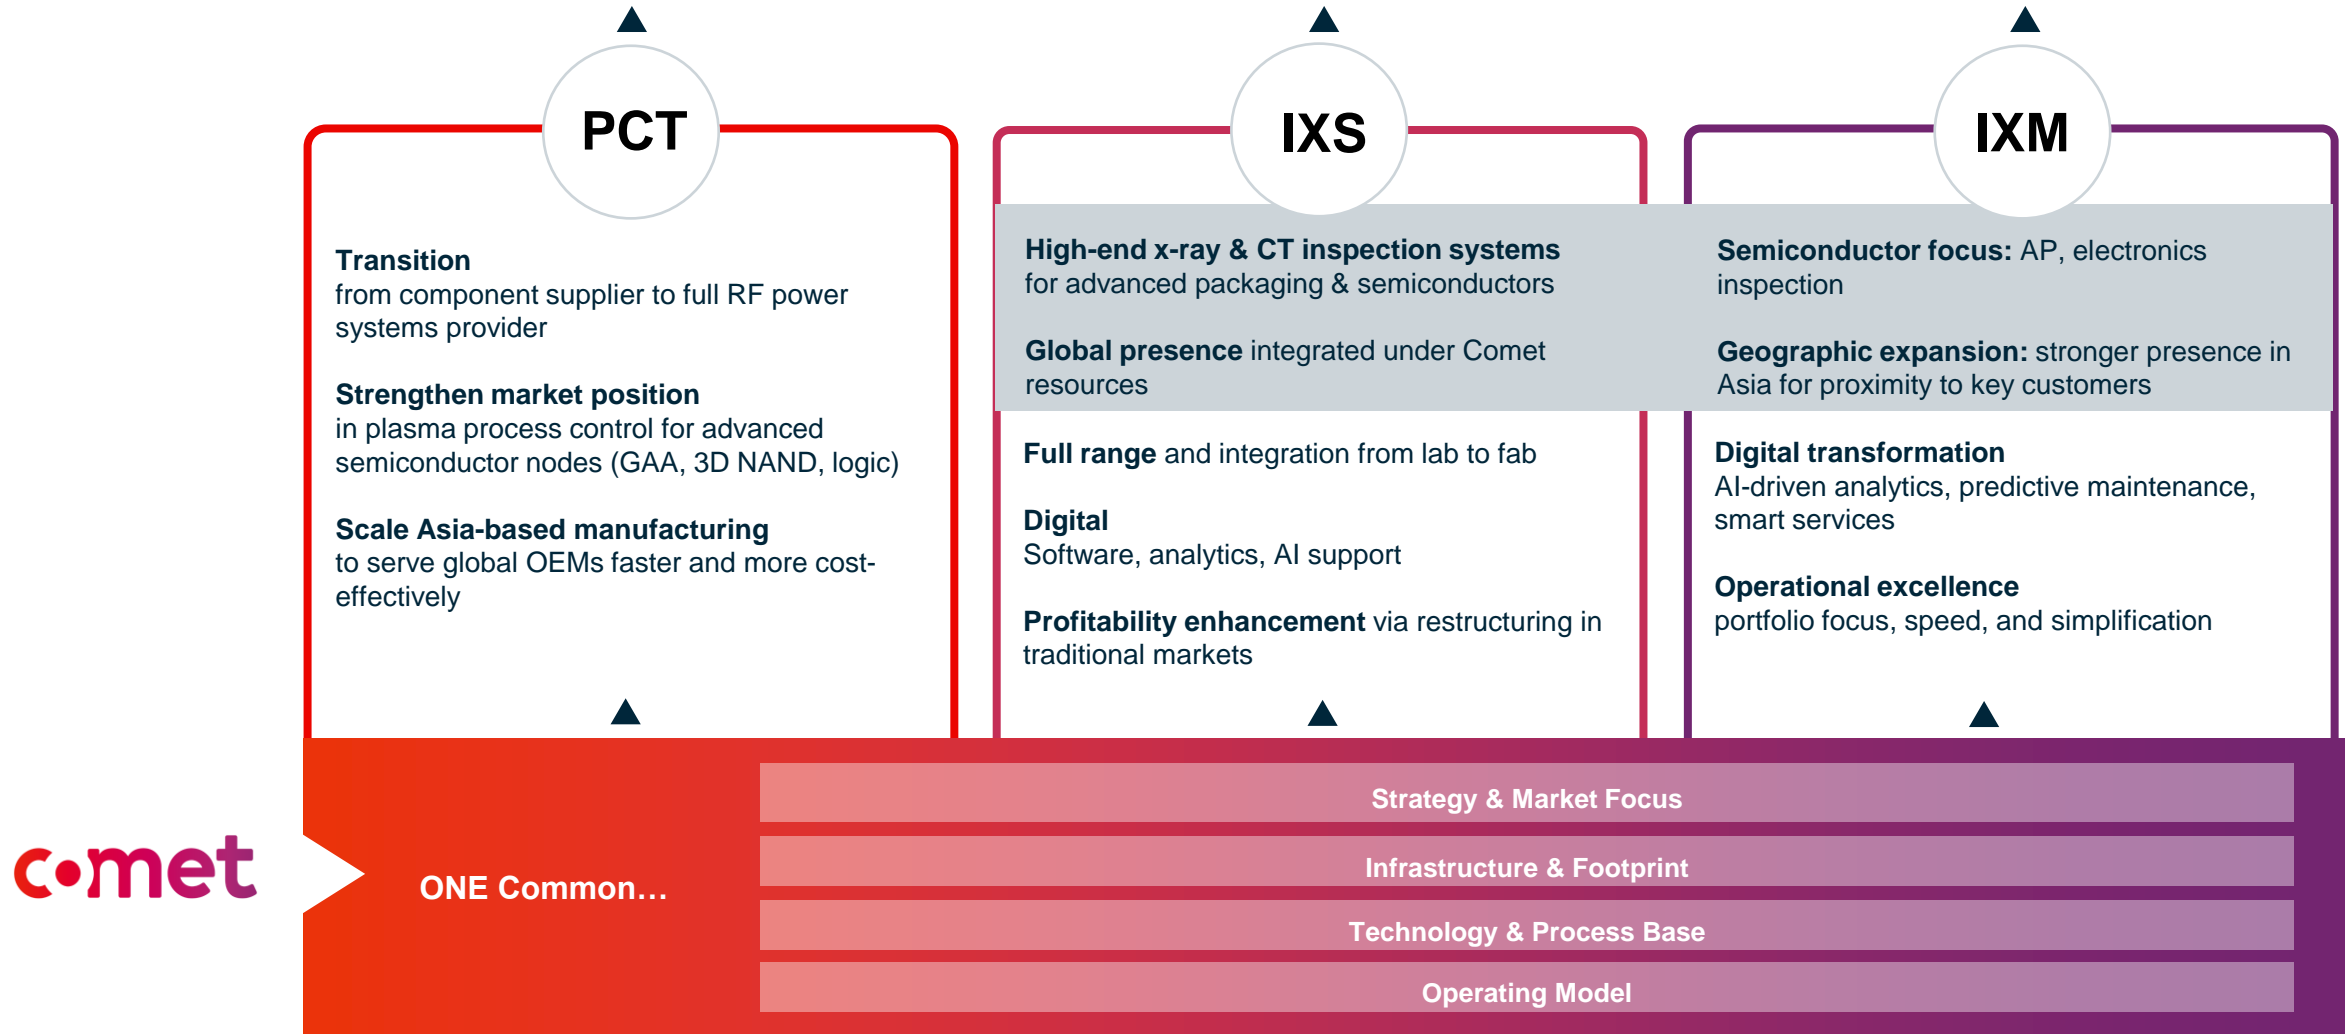 PCT
Transition
from component supplier to full RF power
systems provider
Strengthen market position
in plasma process control for advanced
semiconductor nodes (GAA, 3D NAND, logic)
Scale Asia-based manufacturing
to serve global OEMs faster and more cost-
effectively
IXS
High-end x-ray & CT inspection systems
for advanced packaging & semiconductors
Global presence integrated under Comet
resources
Full range and integration from lab to fab
Digital
Software, analytics, AI support
Profitability enhancement via restructuring in
traditional markets
IXM
Semiconductor focus: AP, electronics
inspection
Geographic expansion: stronger presence in
Asia for proximity to key customers
Digital transformation
AI-driven analytics, predictive maintenance,
smart services
Operational excellence
portfolio focus, speed, and simplification
comet
ONE Common…
Strategy & Market Focus
Infrastructure & Footprint
Technology & Process Base
Operating Model